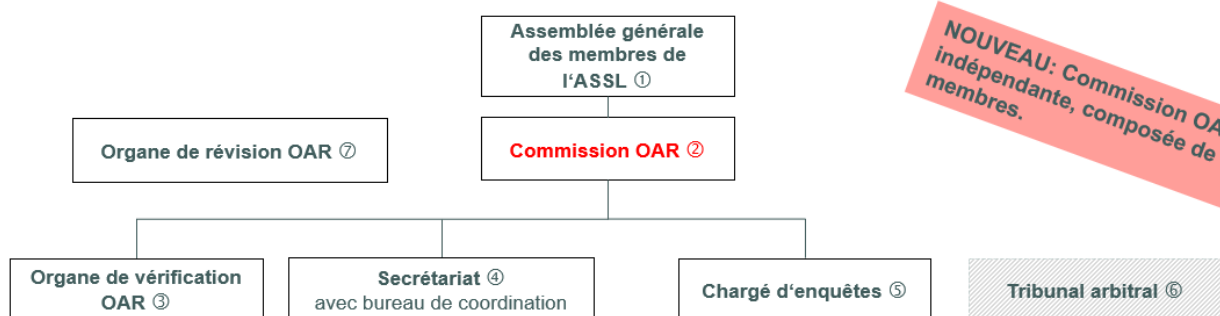 Assemblée générale
des membres de
l‘ASSL ①
NOUVEAU: Commission
indépendante, composée de
membres.
Organe de révision OAR ⑦
Commission OAR ②
Organe de vérification
OAR ③
Secrétariat ④
avec bureau de coordination
Chargé d‘enquêtes ⑤
Tribunal arbitral ⑥